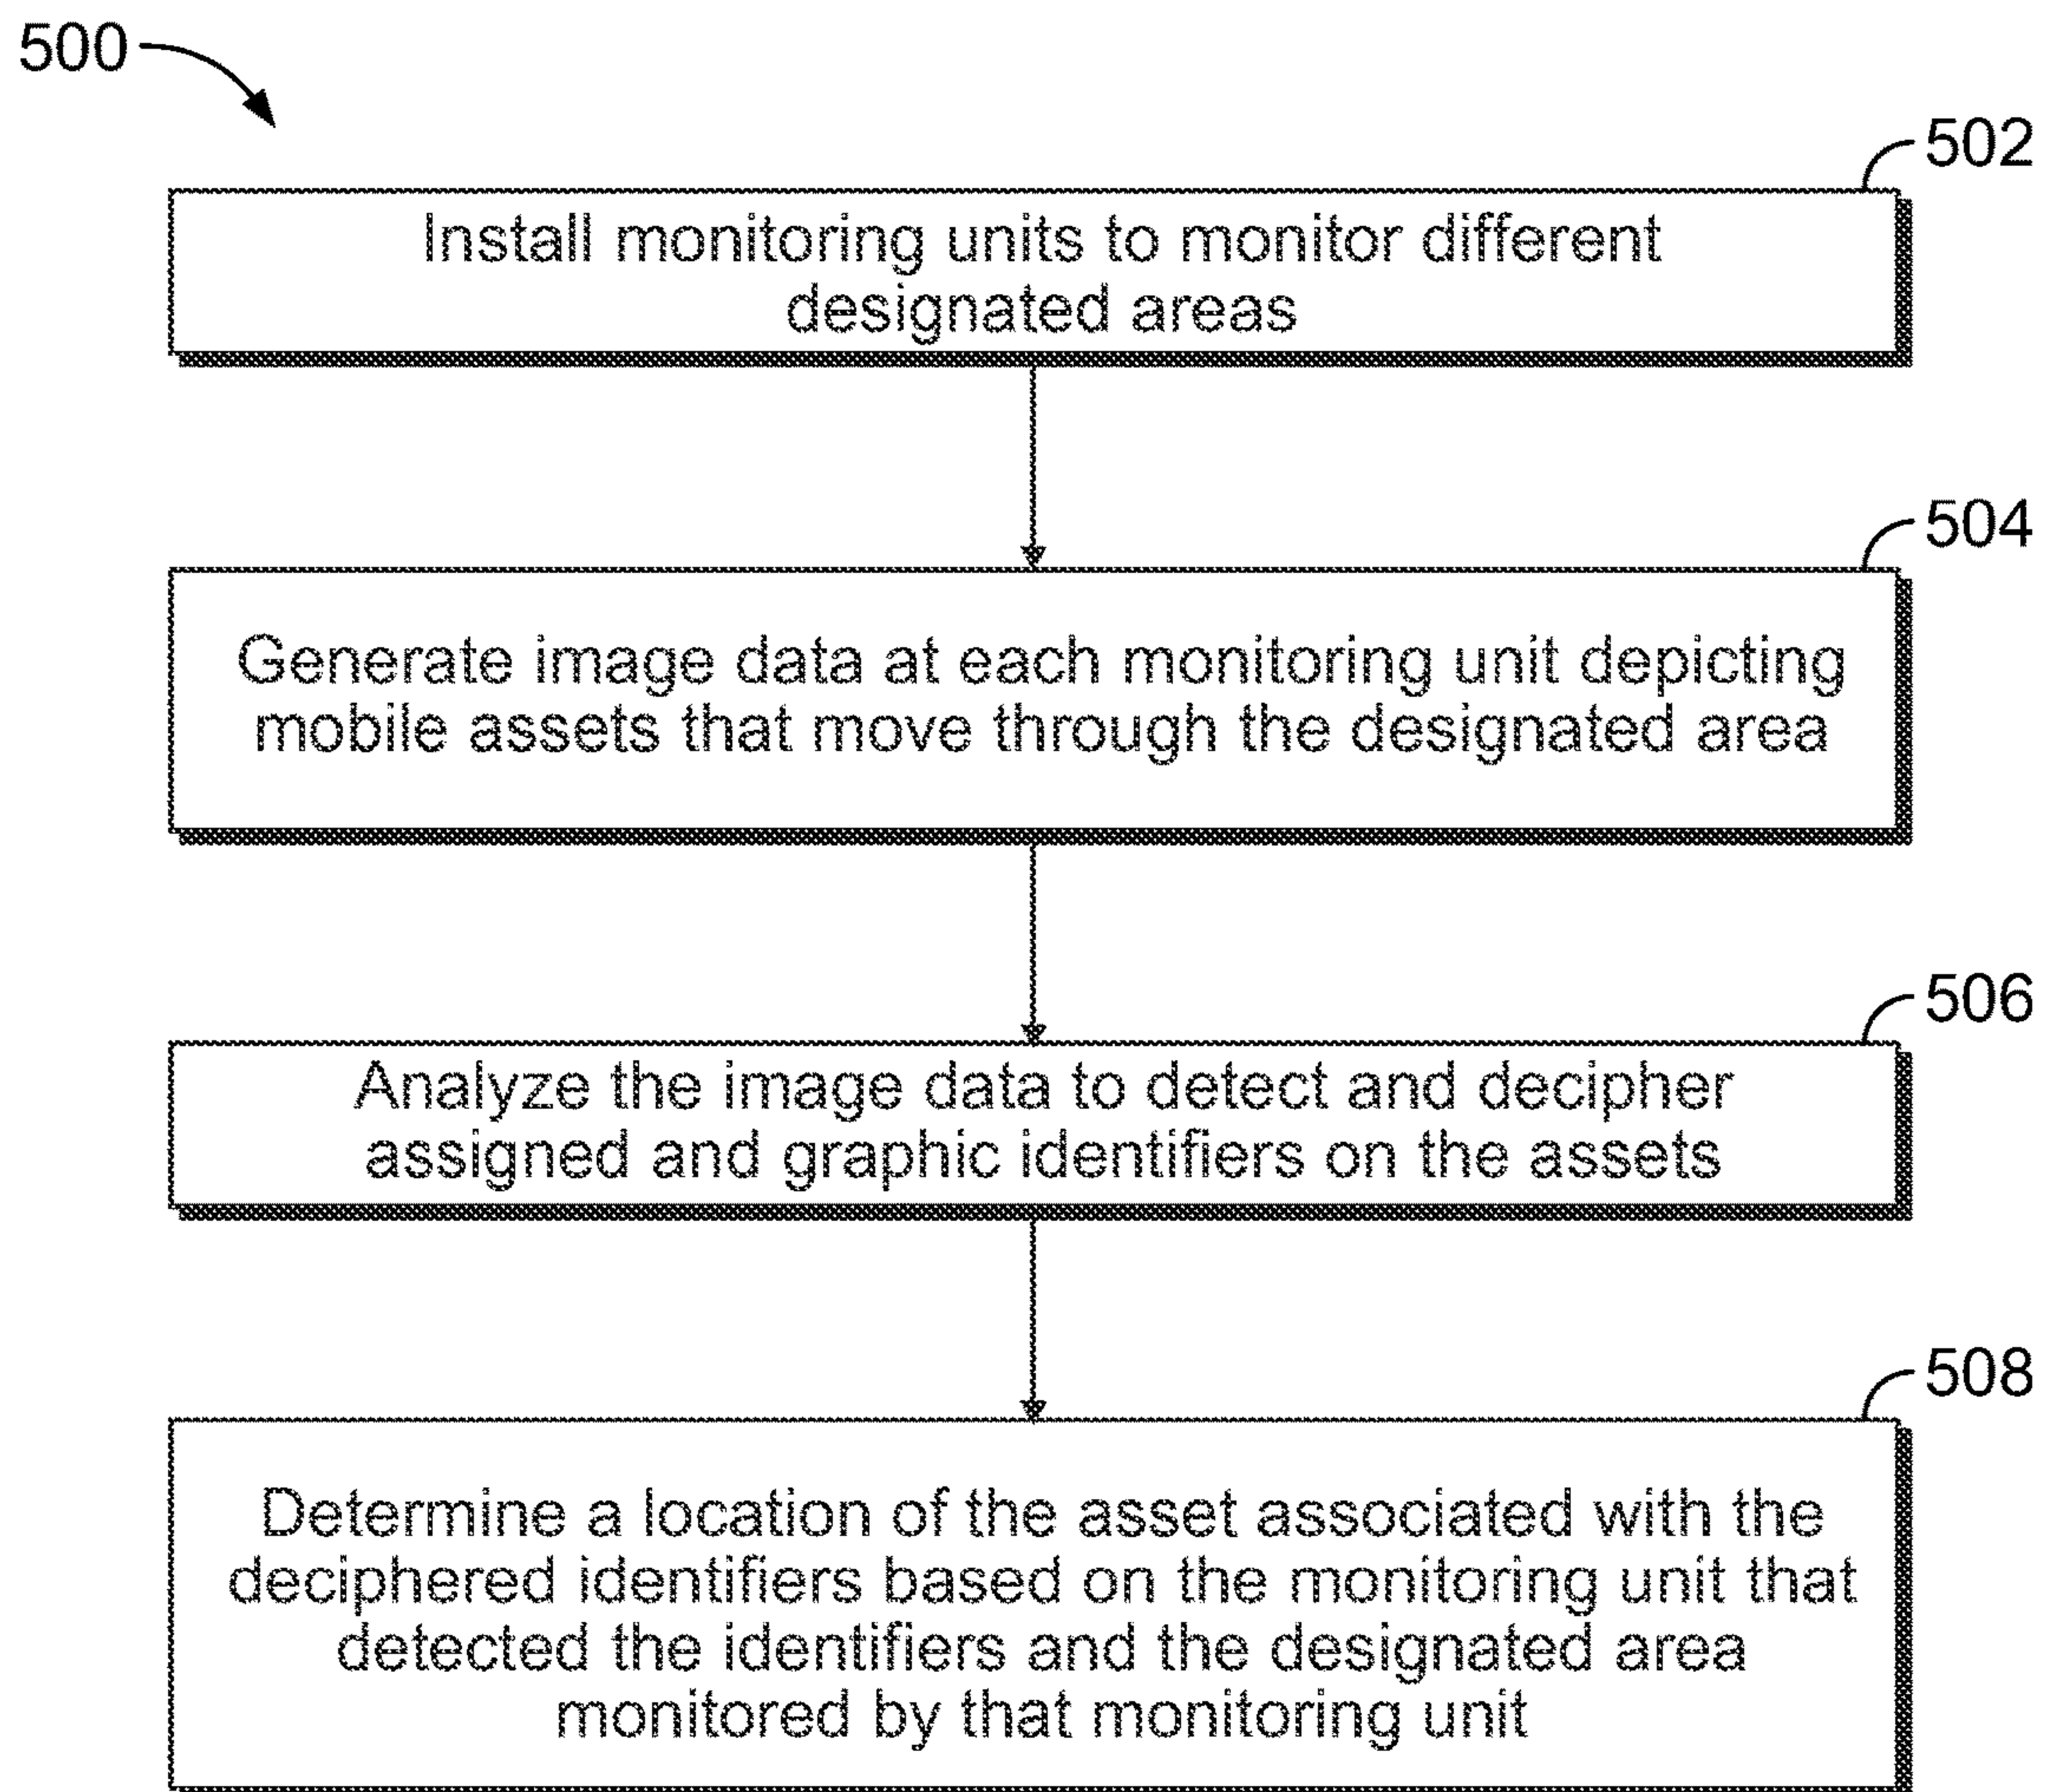 500
502
Install monitoring units to monitor different
designated areas
504
Generate image data at each monitoring unit depicting
mobile assets that move through the designated area
506
Analyze the image data to detect and decipher
assigned and graphic identifiers on the assets
508
Determine a location of the asset associated with the
deciphered identifiers based on the monitoring unit that
detected the identifiers and the designated area
monitored by that monitoring unit